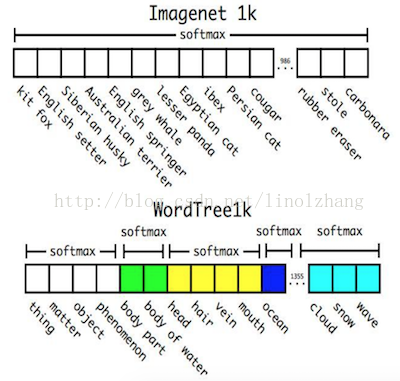 Imagenet 1k
softmax
986
...
kit fox
English setter
Siberian husky
Australian terrier
English springer
grey whale
lesser panda
Egyptian cat
ibex
Persian cat
cougar
rubber eraser
stole
carbonara
http://blog.csdn.net/linolzhang
WordTree1k
softmax
softmax
softmax
softmax
softmax
1355
...
thing
matter
object
phenomenon
body part
body of water
head
hair
vein
mouth
ocean
cloud
snow
wave